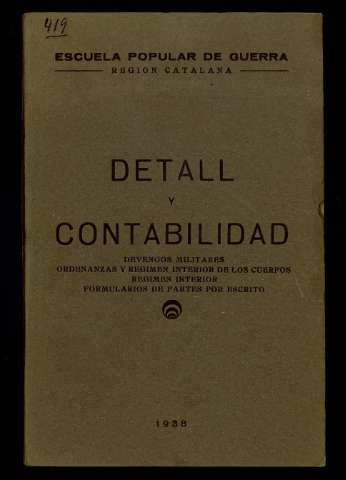 419
ESCUELA POPULAR DE GUERRA
REGION CATALANA
DETALL
Y
CONTABILIDAD
DEVENGOS MILITARES
ORDENANZAS Y REGIMEN INTERIOR DE LOS CUERPOS
REGIMEN INTERIOR
FORMULARIOS DE PARTES POR ESCRITO
1938